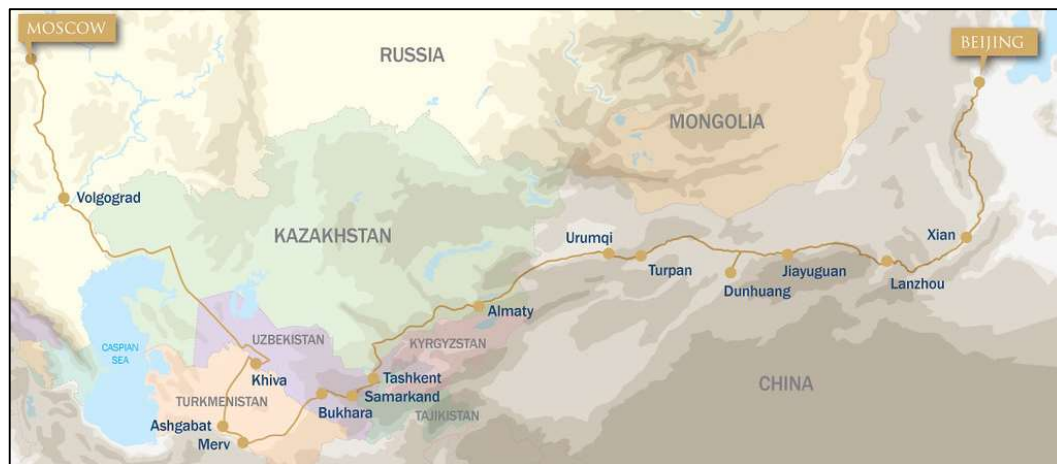 MOSCOW
BEIJING
RUSSIA
MONGOLIA
Volgograd
KAZAKHSTAN
Urumqi
Xian
Turpan
Jiayuguan
Dunhuang
Lanzhou
Almaty
UZBEKISTAN
KYRGYZSTAN
CASPIAN
SEA
Khiva
Tashkent
CHINA
TURKMENISTAN
Samarkand
Bukhara
TAJIKISTAN
Ashgabat
Merv